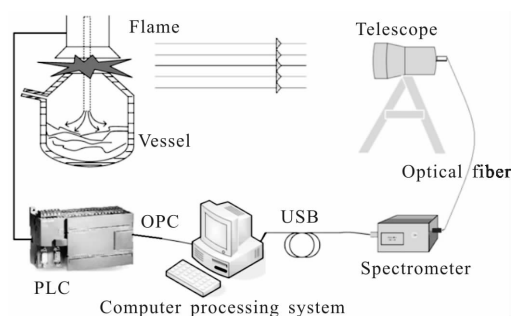 Flame
Telescope
Vessel
Optical fiber
OPC
USB
PLC
Spectrometer
Computer processing system